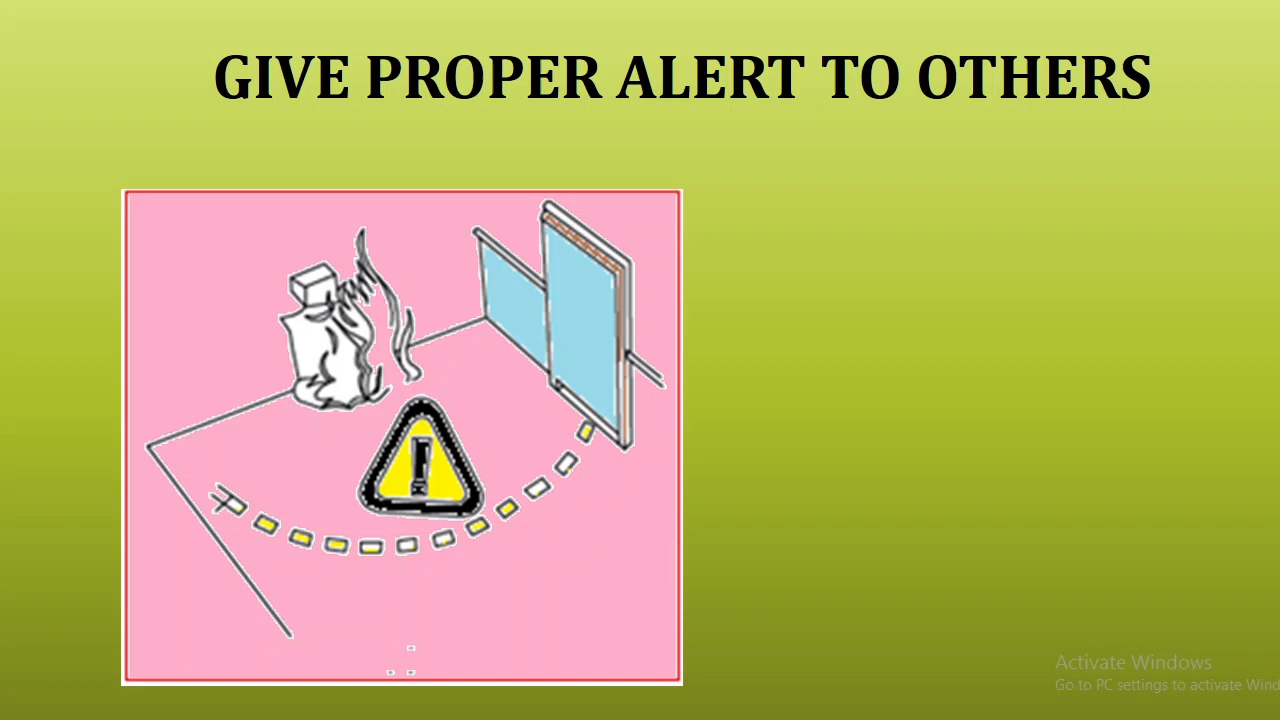 GIVE PROPER ALERT TO OTHERS
!
Activate Windows
Go to PC settings to activate Wind